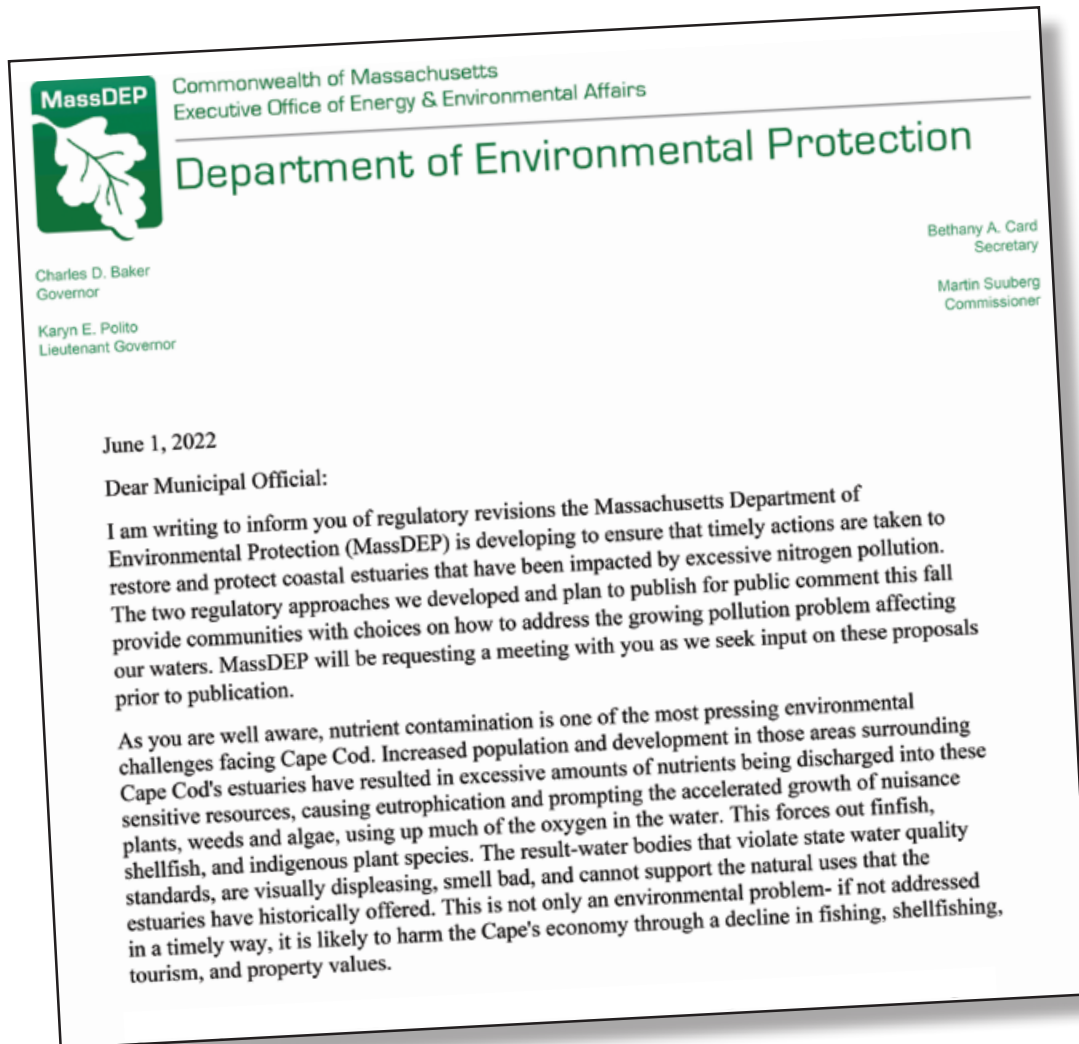 MassDEP
Commonwealth of Massachusetts
Executive Office of Energy & Environmental Affairs
Department of Environmental Protection
Charles D. Baker
Governor
Karyn E. Polito
Lieutenant Governor
Bethany A. Card
Secretary
Martin Suuberg
Commissioner
June 1, 2022
Dear Municipal Official:
I am writing to inform you of regulatory revisions the Massachusetts Department of
Environmental Protection (MassDEP) is developing to ensure that timely actions are taken to
restore and protect coastal estuaries that have been impacted by excessive nitrogen pollution.
The two regulatory approaches we developed and plan to publish for public comment this fall
provide communities with choices on how to address the growing pollution problem affecting
our waters. MassDEP will be requesting a meeting with you as we seek input on these proposals
prior to publication.
As you are well aware, nutrient contamination is one of the most pressing environmental
challenges facing Cape Cod. Increased population and development in those areas surrounding
Cape Cod's estuaries have resulted in excessive amounts of nutrients being discharged into these
sensitive resources, causing eutrophication and prompting the accelerated growth of nuisance
plants, weeds and algae, using up much of the oxygen in the water. This forces out finfish,
shellfish, and indigenous plant species. The result-water bodies that violate state water quality
standards, are visually displeasing, smell bad, and cannot support the natural uses that the
estuaries have historically offered. This is not only an environmental problem- if not addressed
in a timely way, it is likely to harm the Cape's economy through a decline in fishing, shellfishing,
tourism, and property values.